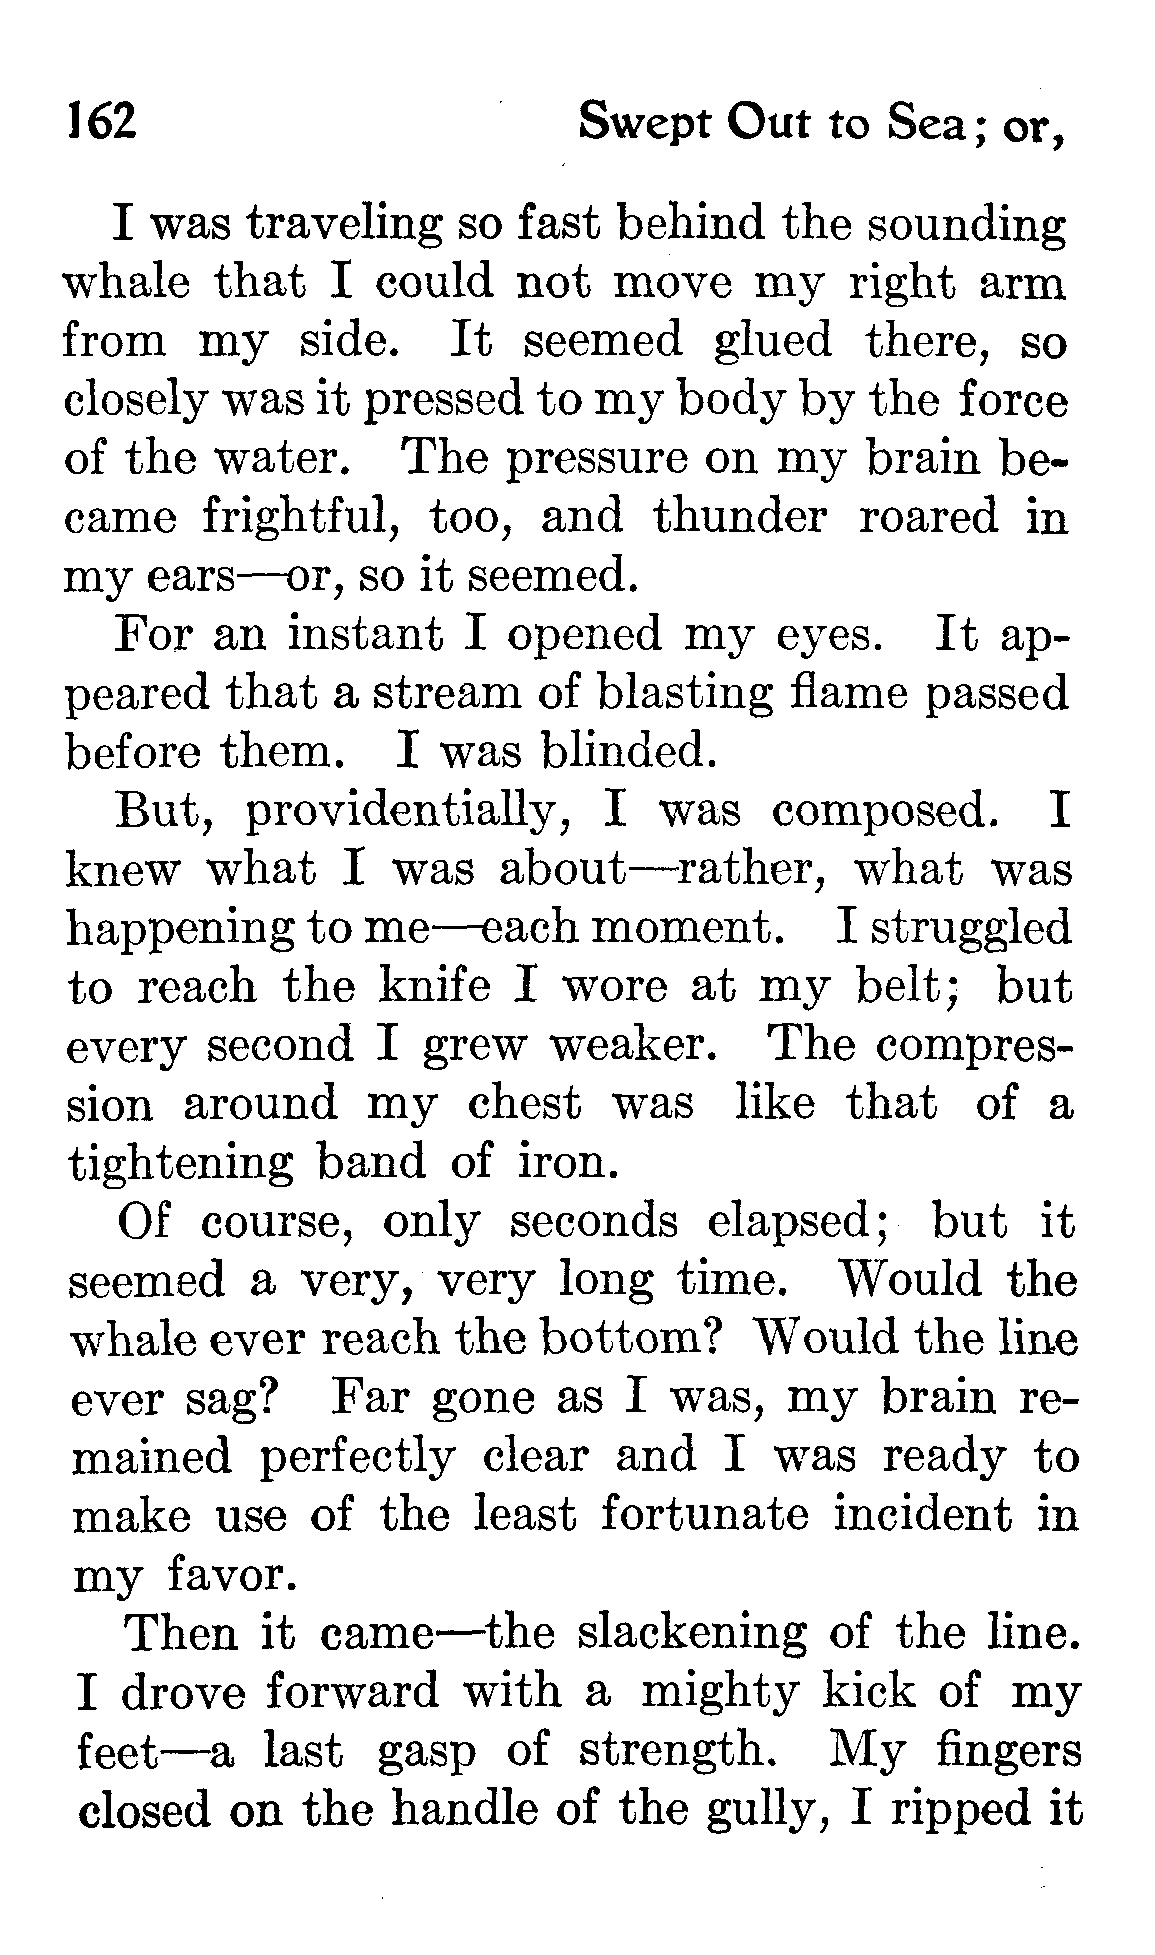 162 Swept Out to Sea; or,
I was traveling so fast behind the sounding
whale that I could not move my right arm
from my side. It seemed glued there, so
closely was it pressed to my body by the force
of the water. The pressure on my brain be-
came frightful, too, and thunder roared in
my ears—or, so it seemed.
For an instant I opened my eyes. It ap-
peared that a stream of blasting flame passed
before them. I was blinded.
But, providentially, I was composed. I
knew what I was about—rather, what was
happening to me—each moment. I struggled
to reach the knife I wore at my belt; but
every second I grew weaker. The compres-
sion around my chest was like that of a
tightening band of iron.
Of course, only seconds elapsed; but it
seemed a very, very long time. Would the
whale ever reach the bottom? Would the line
ever sag? Far gone as I was, my brain re-
mained perfectly clear and I was ready to
make use of the least fortunate incident in
my favor.
Then it came—the slackening of the line.
I drove forward with a mighty kick of my
feet—a last gasp of strength. My fingers
closed on the handle of the gully, I ripped it